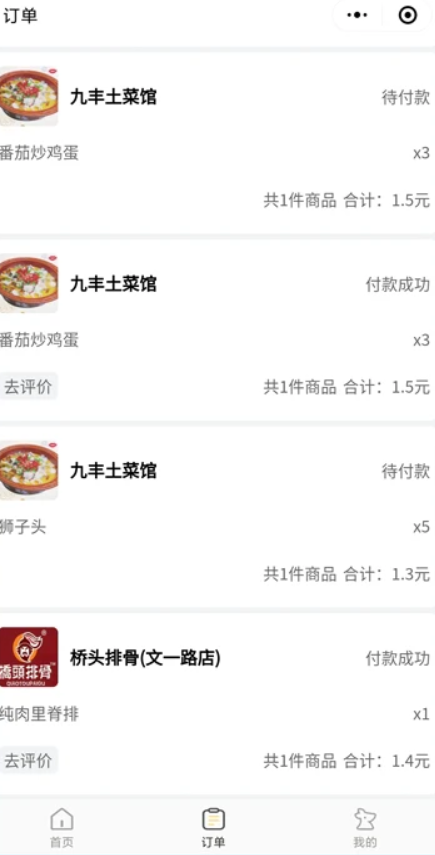 订单
九丰土菜馆 待付款
番茄炒鸡蛋 x3
共1件商品 合计：1.5元
九丰土菜馆 付款成功
番茄炒鸡蛋 x3
去评价 共1件商品 合计：1.5元
九丰土菜馆 待付款
狮子头 x5
共1件商品 合计：1.3元
桥头排骨(文一路店) 付款成功
橋頭排骨
QIAOTOUPAIGU
纯肉里脊排 x1
去评价 共1件商品 合计：1.4元
首页 订单 我的